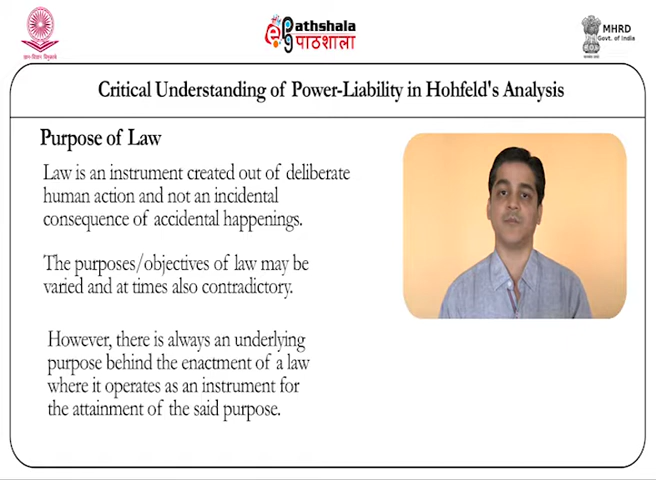 Pathshala
पाठशाला
MHRD
Govt. of India
Critical Understanding of Power-Liability in Hohfeld's Analysis
Purpose of Law
Law is an instrument created out of deliberate
human action and not an incidental
consequence of accidental happenings.
The purposes/objectives of law may be
varied and at times also contradictory.
However, there is always an underlying
purpose behind the enactment of a law
where it operates as an instrument for
the attainment of the said purpose.